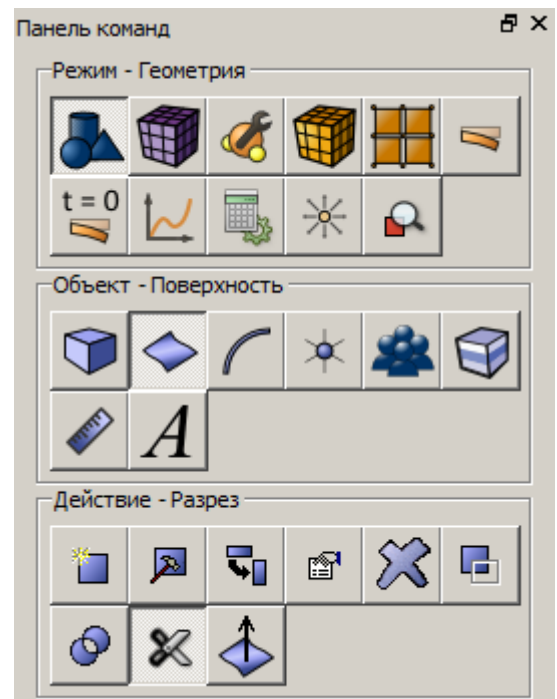 Панель команд
Режим - Геометрия
t = 0
Объект - Поверхность
A
Действие - Разрез